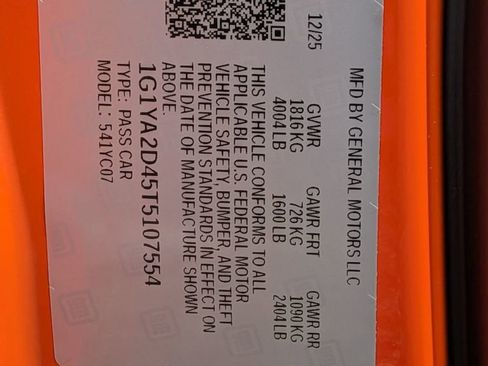 MFD BY GENERAL MOTORS LLC
12/25
GVWR GAWR FRT GAWR RR
1816 KG 726 KG 1090 KG
4004 LB 1600 LB 2404 LB
THIS VEHICLE CONFORMS TO ALL
APPLICABLE U.S. FEDERAL MOTOR
VEHICLE SAFETY, BUMPER, AND THEFT
PREVENTION STANDARDS IN EFFECT ON
THE DATE OF MANUFACTURE SHOWN
ABOVE.
1G1YA2D45T5107554
TYPE: PASS CAR
MODEL: 541YC07